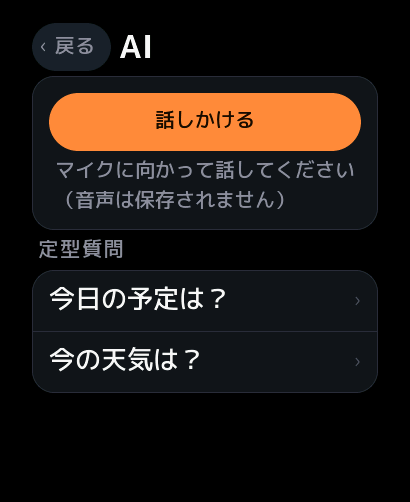 ‹ 戻る AI
話しかける
マイクに向かって話してください
（音声は保存されません）
定型質問
今日の予定は？ ›
今の天気は？ ›